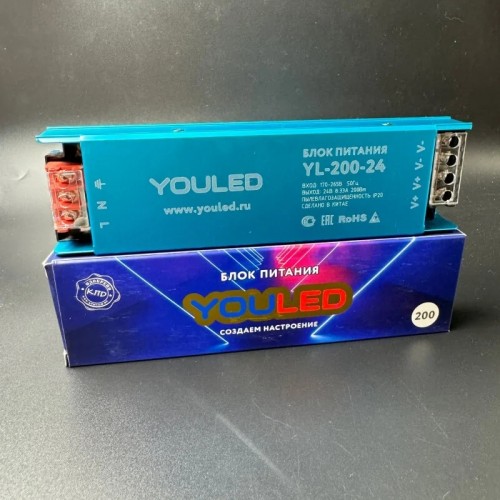 YOULED
www.youled.ru
L N
БЛОК ПИТАНИЯ
YL-200-24
ВХОД: 170-265В 50Гц
ВЫХОД: 24В 8.33А 200Вт
ПЫЛЕВЛАГОЗАЩИЩЕННОСТЬ IP20
СДЕЛАНО В КИТАЕ
EAC RoHS
V+ V+ V- V-
БЛОК ПИТАНИЯ
YOULED
СОЗДАЕМ НАСТРОЕНИЕ
200